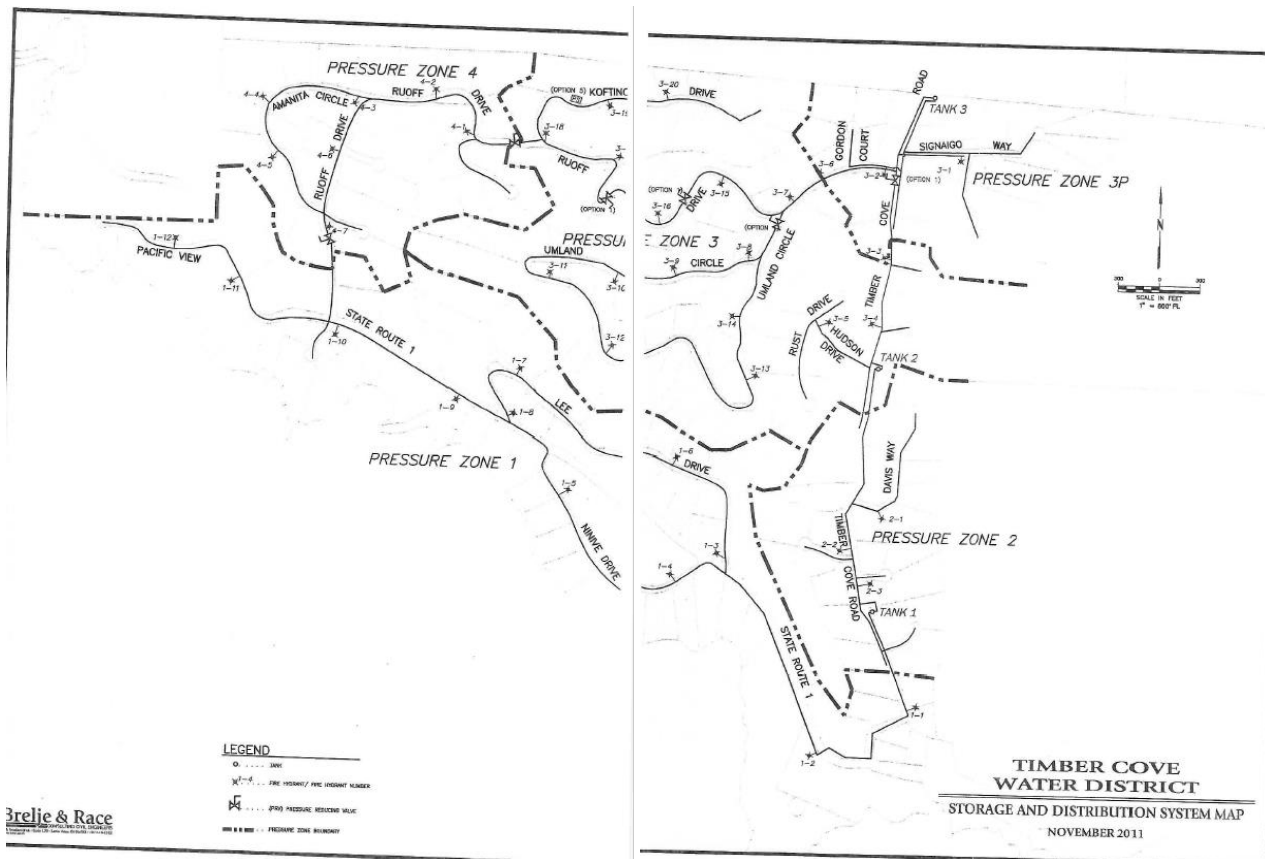 PRESSURE ZONE 4
4-2
RUOFF
4-4
AMANITA CIRCLE
4-3
DRIVE
(OPTION 5)
KOFTINO
4-1
3-18
4-6
RUOFF DRIVE
4-5
RUOFF
(OPTION 1)
4-7
1-12
PACIFIC VIEW
PRESSUR
UMLAND
3-11
3-10
1-11
STATE ROUTE 1
1-10
3-12
1-7
LEE
1-9
1-8
PRESSURE ZONE 1
1-5
NINIVE DRIVE
LEGEND
TANK
1-4
FIRE HYDRANT/ FIRE HYDRANT NUMBER
(PRV) PRESSURE REDUCING VALVE
PRESSURE ZONE BOUNDARY
Brelje & Race
CONSULTING CIVIL ENGINEERS
3-20
DRIVE
ROAD
TANK 3
GORDON COURT
SIGNAIGO WAY
3-6
3-2
3-1
(OPTION 1)
PRESSURE ZONE 3P
3-15
DRIVE
3-7
3-16
COVE
N
E ZONE 3
3-8
3-9
CIRCLE
UMLAND CIRCLE
3-3
TIMBER
300
300
SCALE IN FEET
3-14
DRIVE
3-5
3-4
RUST
HUDSON DRIVE
TANK 2
3-13
1-6
DRIVE
DAVIS WAY
2-1
TIMBER
PRESSURE ZONE 2
2-2
1-3
1-4
COVE ROAD
2-3
TANK 1
STATE ROUTE 1
1-1
1-2
TIMBER COVE
WATER DISTRICT
STORAGE AND DISTRIBUTION SYSTEM MAP
NOVEMBER 2011